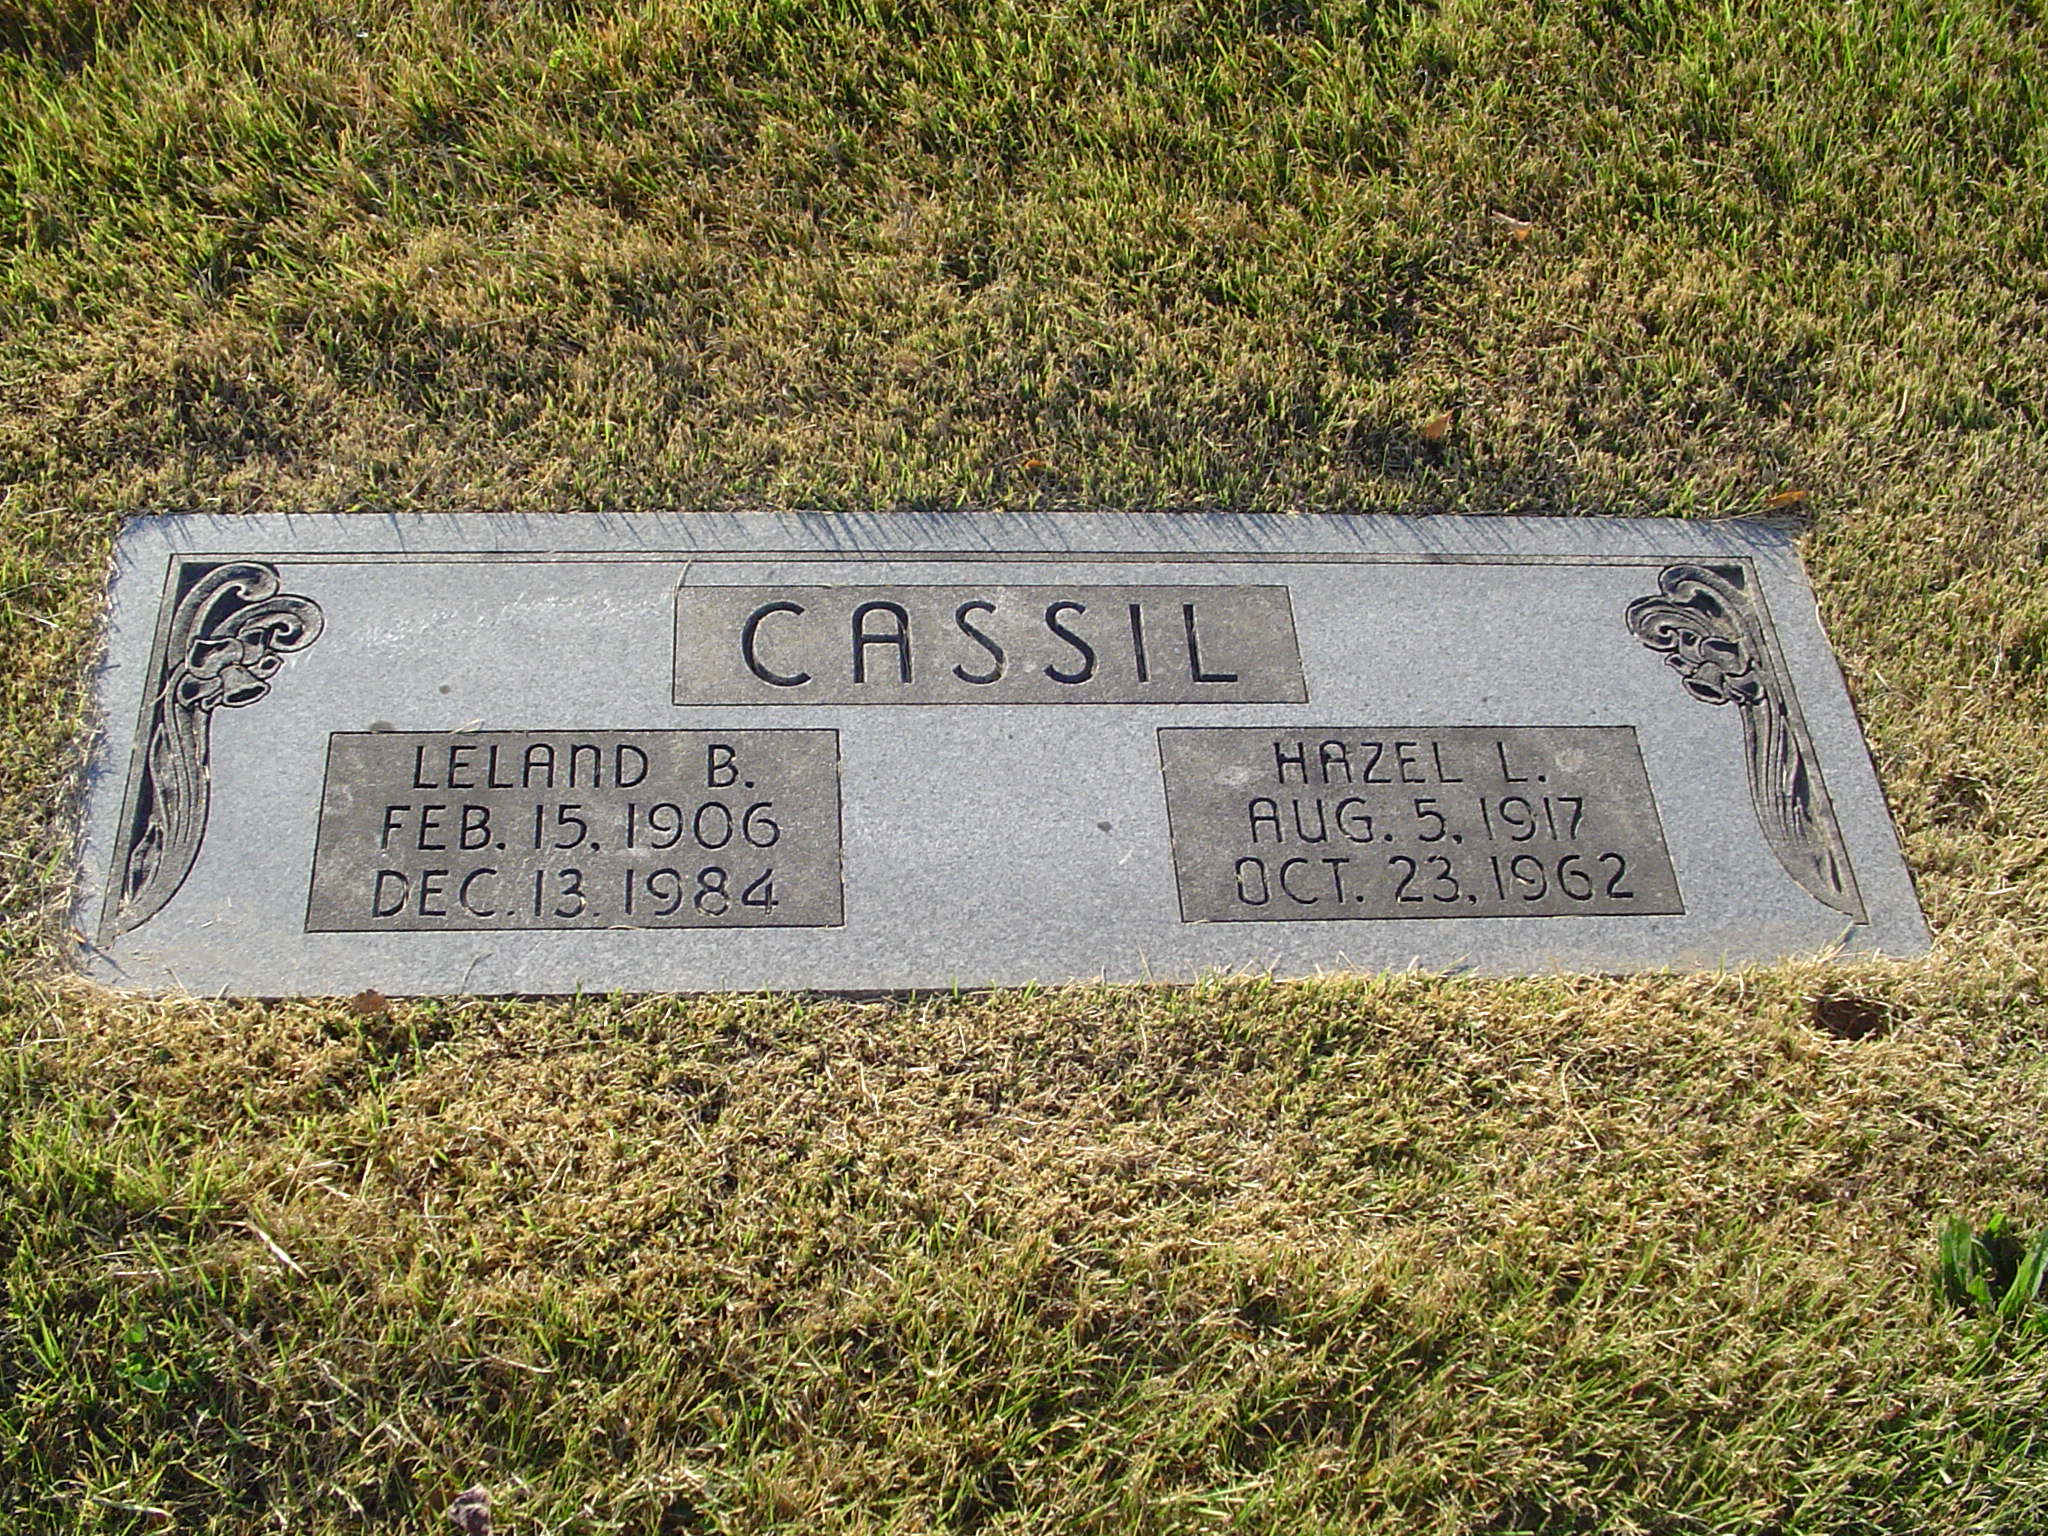 CASSIL
LELAND B.
FEB. 15, 1906
DEC. 13, 1984
HAZEL L.
AUG. 5, 1917
OCT. 23, 1962